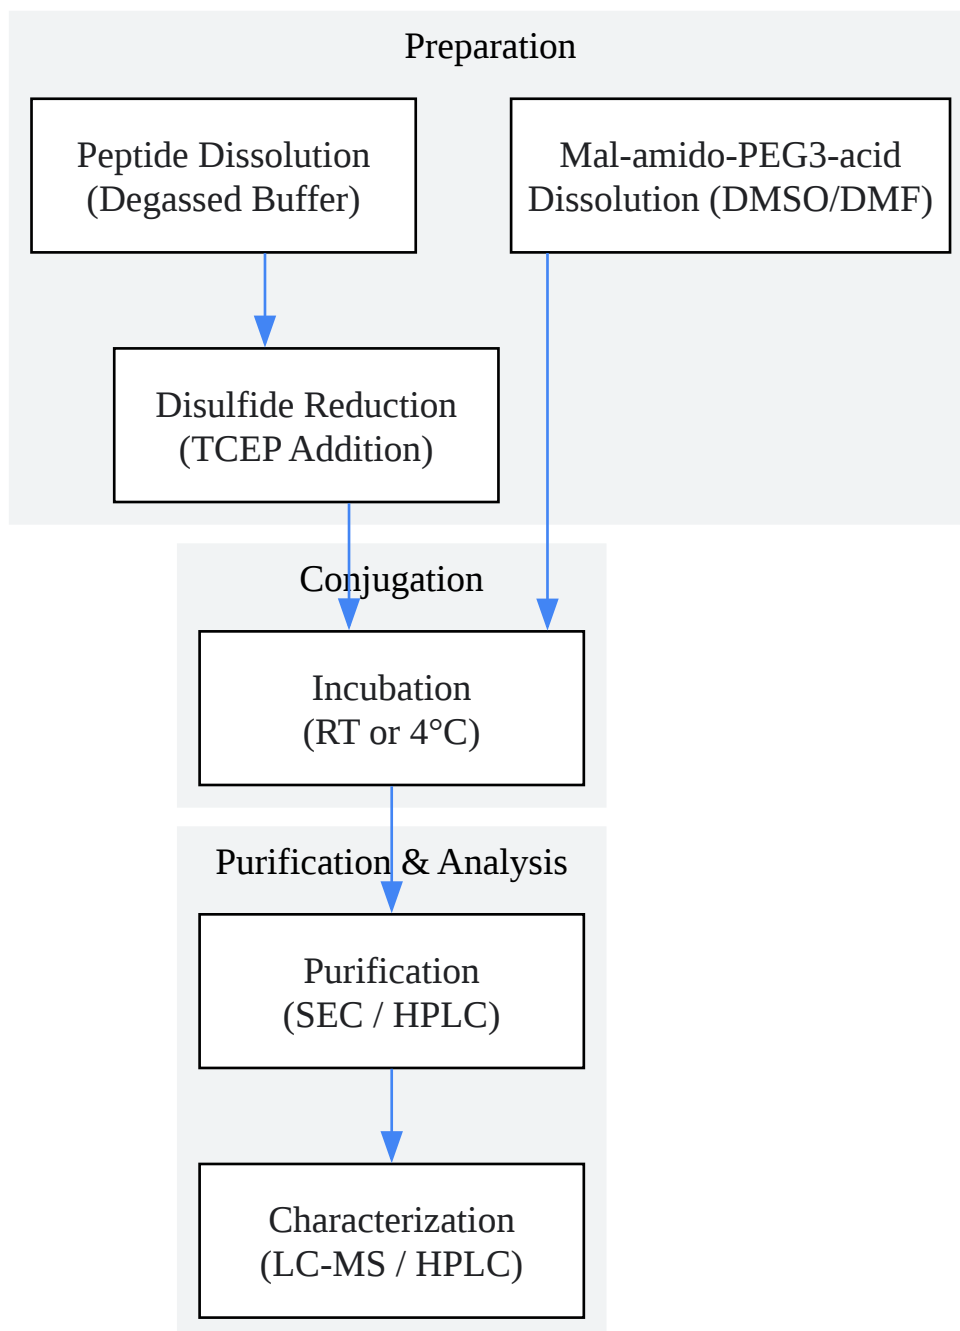 Preparation
Peptide Dissolution
(Degassed Buffer)
Mal-amido-PEG3-acid
Dissolution (DMSO/DMF)
Disulfide Reduction
(TCEP Addition)
Conjugation
Incubation
(RT or 4°C)
Purification & Analysis
Purification
(SEC / HPLC)
Characterization
(LC-MS / HPLC)